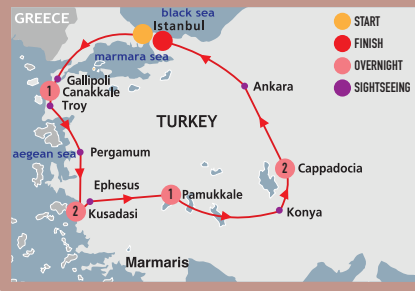 GREECE
black sea
Istanbul
marmara sea
START
FINISH
OVERNIGHT
SIGHTSEEING
Gallipoli
1
Canakkale
Troy
Ankara
TURKEY
aegean sea
Pergamum
2
Cappadocia
Ephesus
1
Pamukkale
2
Kusadasi
Konya
Marmaris